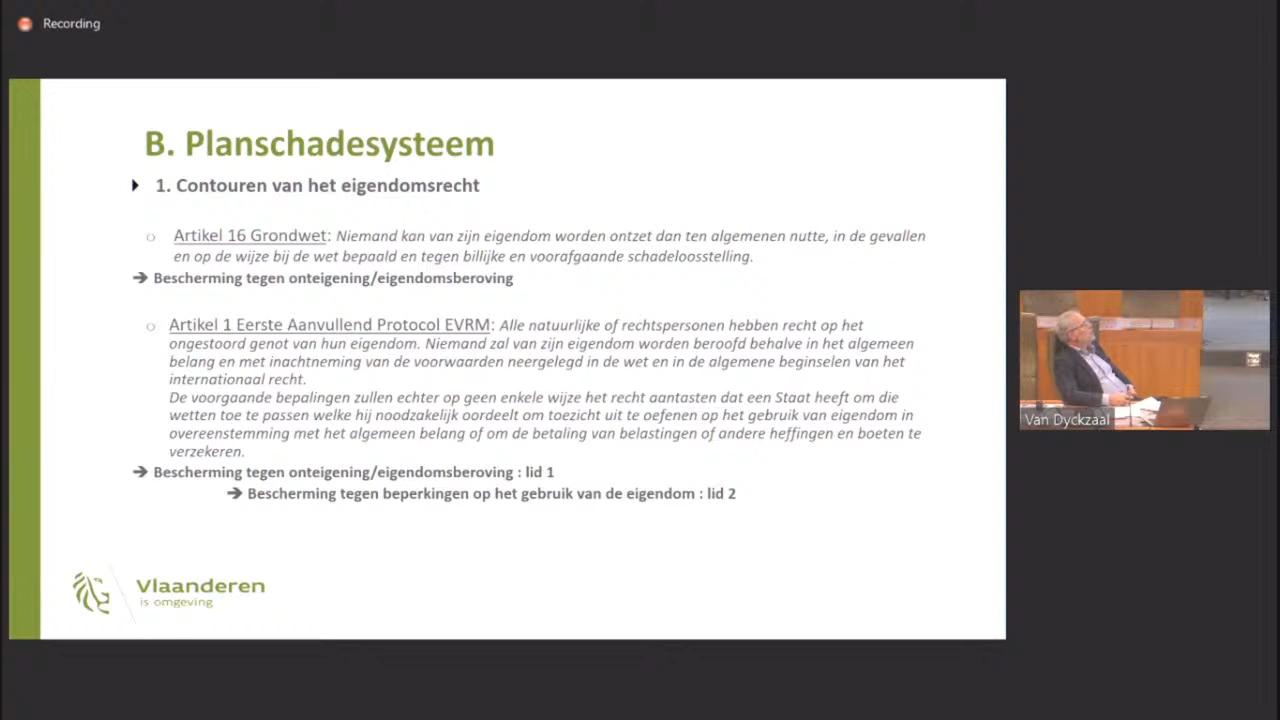 Recording
B. Planschadesysteem
1. Contouren van het eigendomsrecht
Artikel 16 Grondwet: Niemand kan van zijn eigendom worden ontzet dan ten algemenen nutte, in de gevallen
en op de wijze bij de wet bepaald en tegen billijke en voorafgaande schadeloosstelling.
➔ Bescherming tegen onteigening/eigendomsberoving
Artikel 1 Eerste Aanvullend Protocol EVRM: Alle natuurlijke of rechtspersonen hebben recht op het
ongestoord genot van hun eigendom. Niemand zal van zijn eigendom worden beroofd behalve in het algemeen
belang en met inachtneming van de voorwaarden neergelegd in de wet en in de algemene beginselen van het
internationaal recht.
De voorgaande bepalingen zullen echter op geen enkele wijze het recht aantasten dat een Staat heeft om die
wetten toe te passen welke hij noodzakelijk oordeelt om toezicht uit te oefenen op het gebruik van eigendom in
overeenstemming met het algemeen belang of om de betaling van belastingen of andere heffingen en boeten te
verzekeren.
➔ Bescherming tegen onteigening/eigendomsberoving : lid 1
➔ Bescherming tegen beperkingen op het gebruik van de eigendom : lid 2
Vlaanderen
is omgeving
Van Dyckzaal